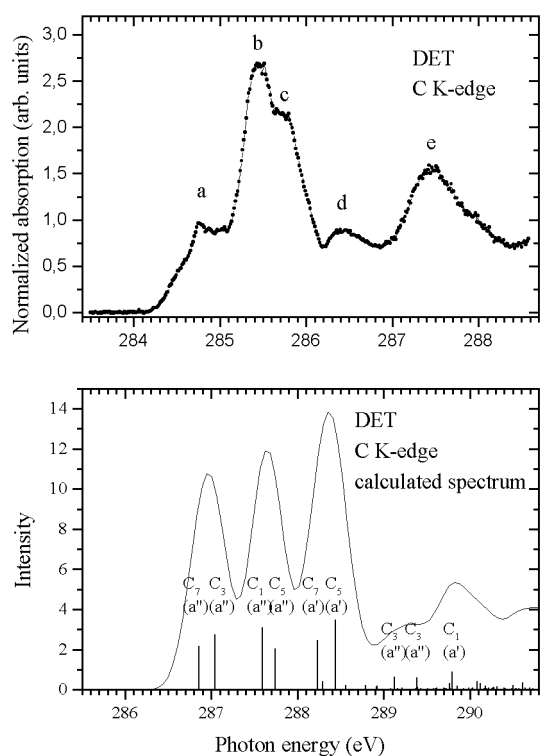 Normalized absorption (arb. units)
3,0
2,5
2,0
1,5
1,0
0,5
0,0
a
b
c
d
e
DET
C K-edge
284 285 286 287 288
Intensity
14
12
10
8
6
4
2
0
DET
C K-edge
calculated spectrum
C7 C3 C1 C5 C7 C5
(a'')(a'') (a'')(a'') (a') (a')
C3 C3 C1
(a'')(a'') (a')
286 287 288 289 290
Photon energy (eV)